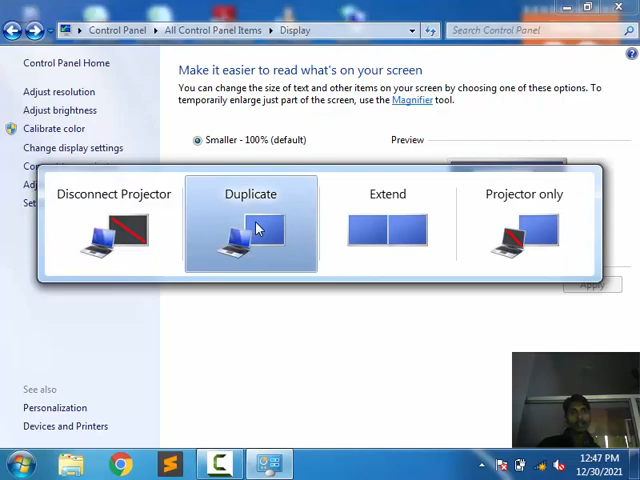 Control Panel
All Control Panel Items
Display
Search Control Panel
Control Panel Home
Make it easier to read what's on your screen
Adjust resolution
You can change the size of text and other items on your screen by choosing one of these options. To
Adjust brightness
temporarily enlarge just part of the screen, use the Magnifier tool.
Calibrate color
Change display settings
Smaller - 100% (default)
Preview
Disconnect Projector
Duplicate
Extend
Projector only
Apply
See also
Personalization
Devices and Printers
12:47 PM
12/30/2021